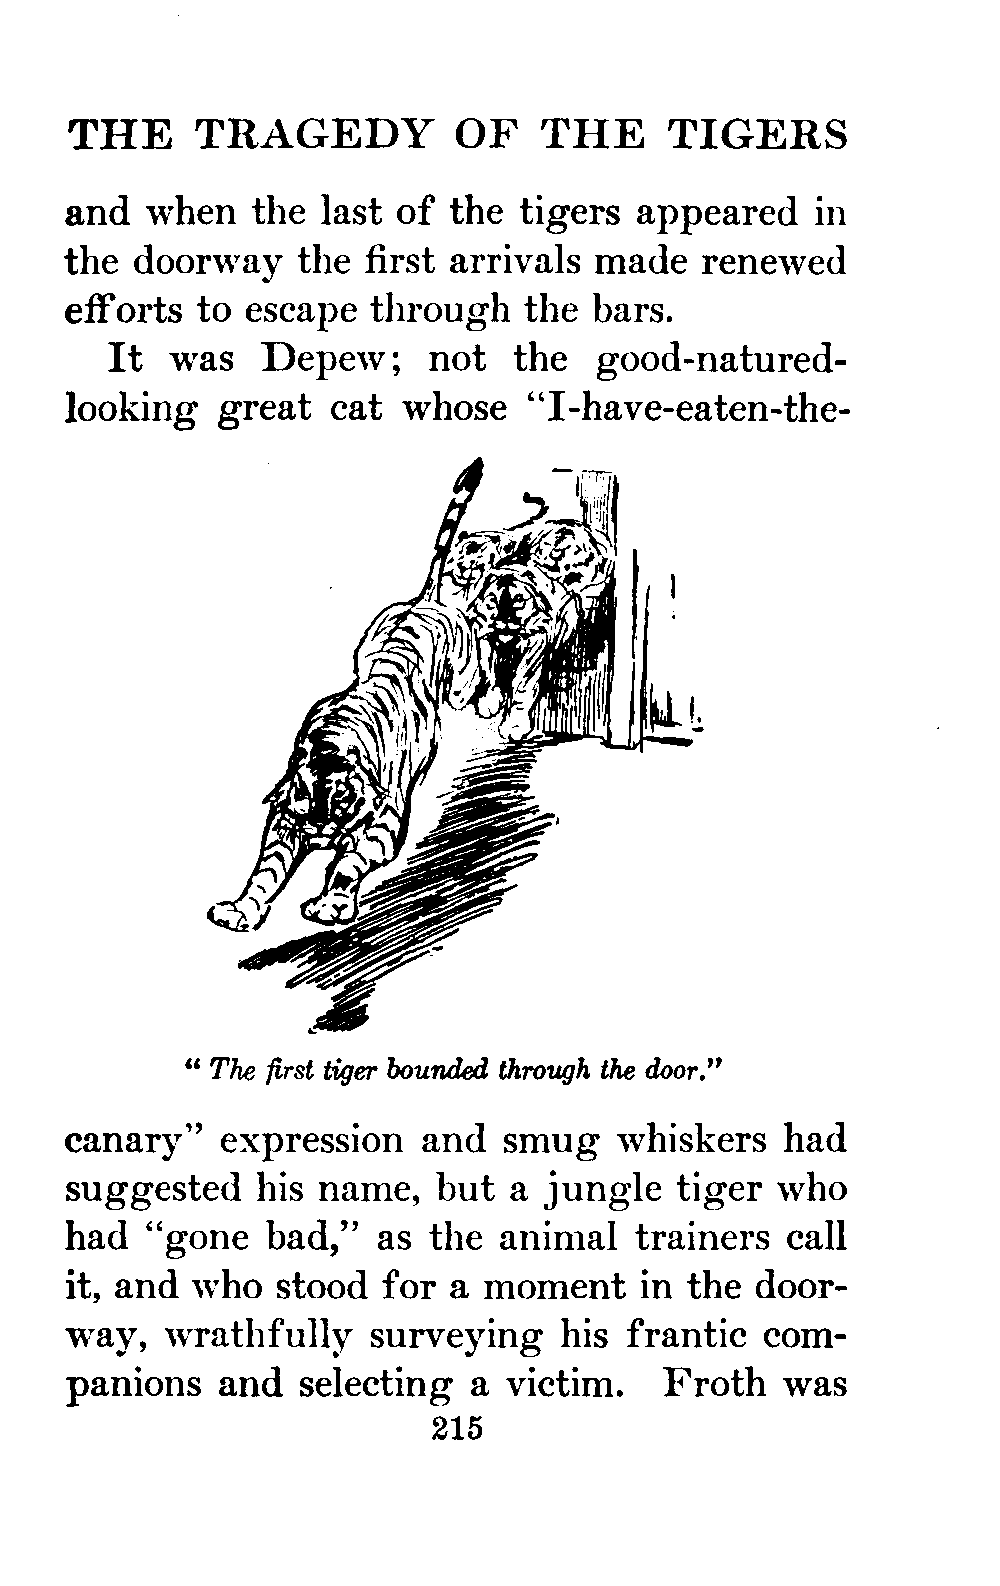 THE TRAGEDY OF THE TIGERS
and when the last of the tigers appeared in
the doorway the first arrivals made renewed
efforts to escape through the bars.
It was Depew; not the good-natured-
looking great cat whose "I-have-eaten-the-
" The first tiger bounded through the door."
canary" expression and smug whiskers had
suggested his name, but a jungle tiger who
had "gone bad," as the animal trainers call
it, and who stood for a moment in the door-
way, wrathfully surveying his frantic com-
panions and selecting a victim. Froth was
215